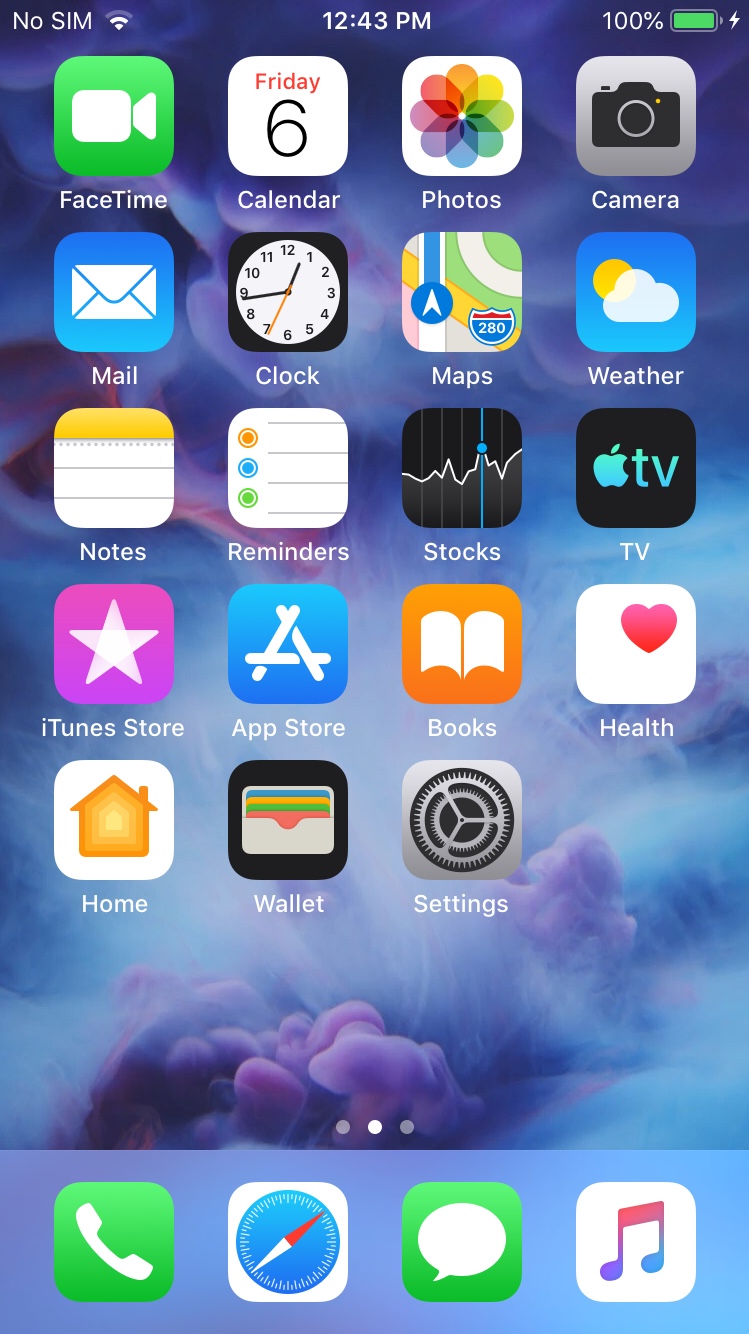 No SIM 12:43 PM 100%
Friday
6
FaceTime Calendar Photos Camera
12
11 1
10 2
9 3
8 4
7 5
6
280
Mail Clock Maps Weather
tv
Notes Reminders Stocks TV
iTunes Store App Store Books Health
Home Wallet Settings